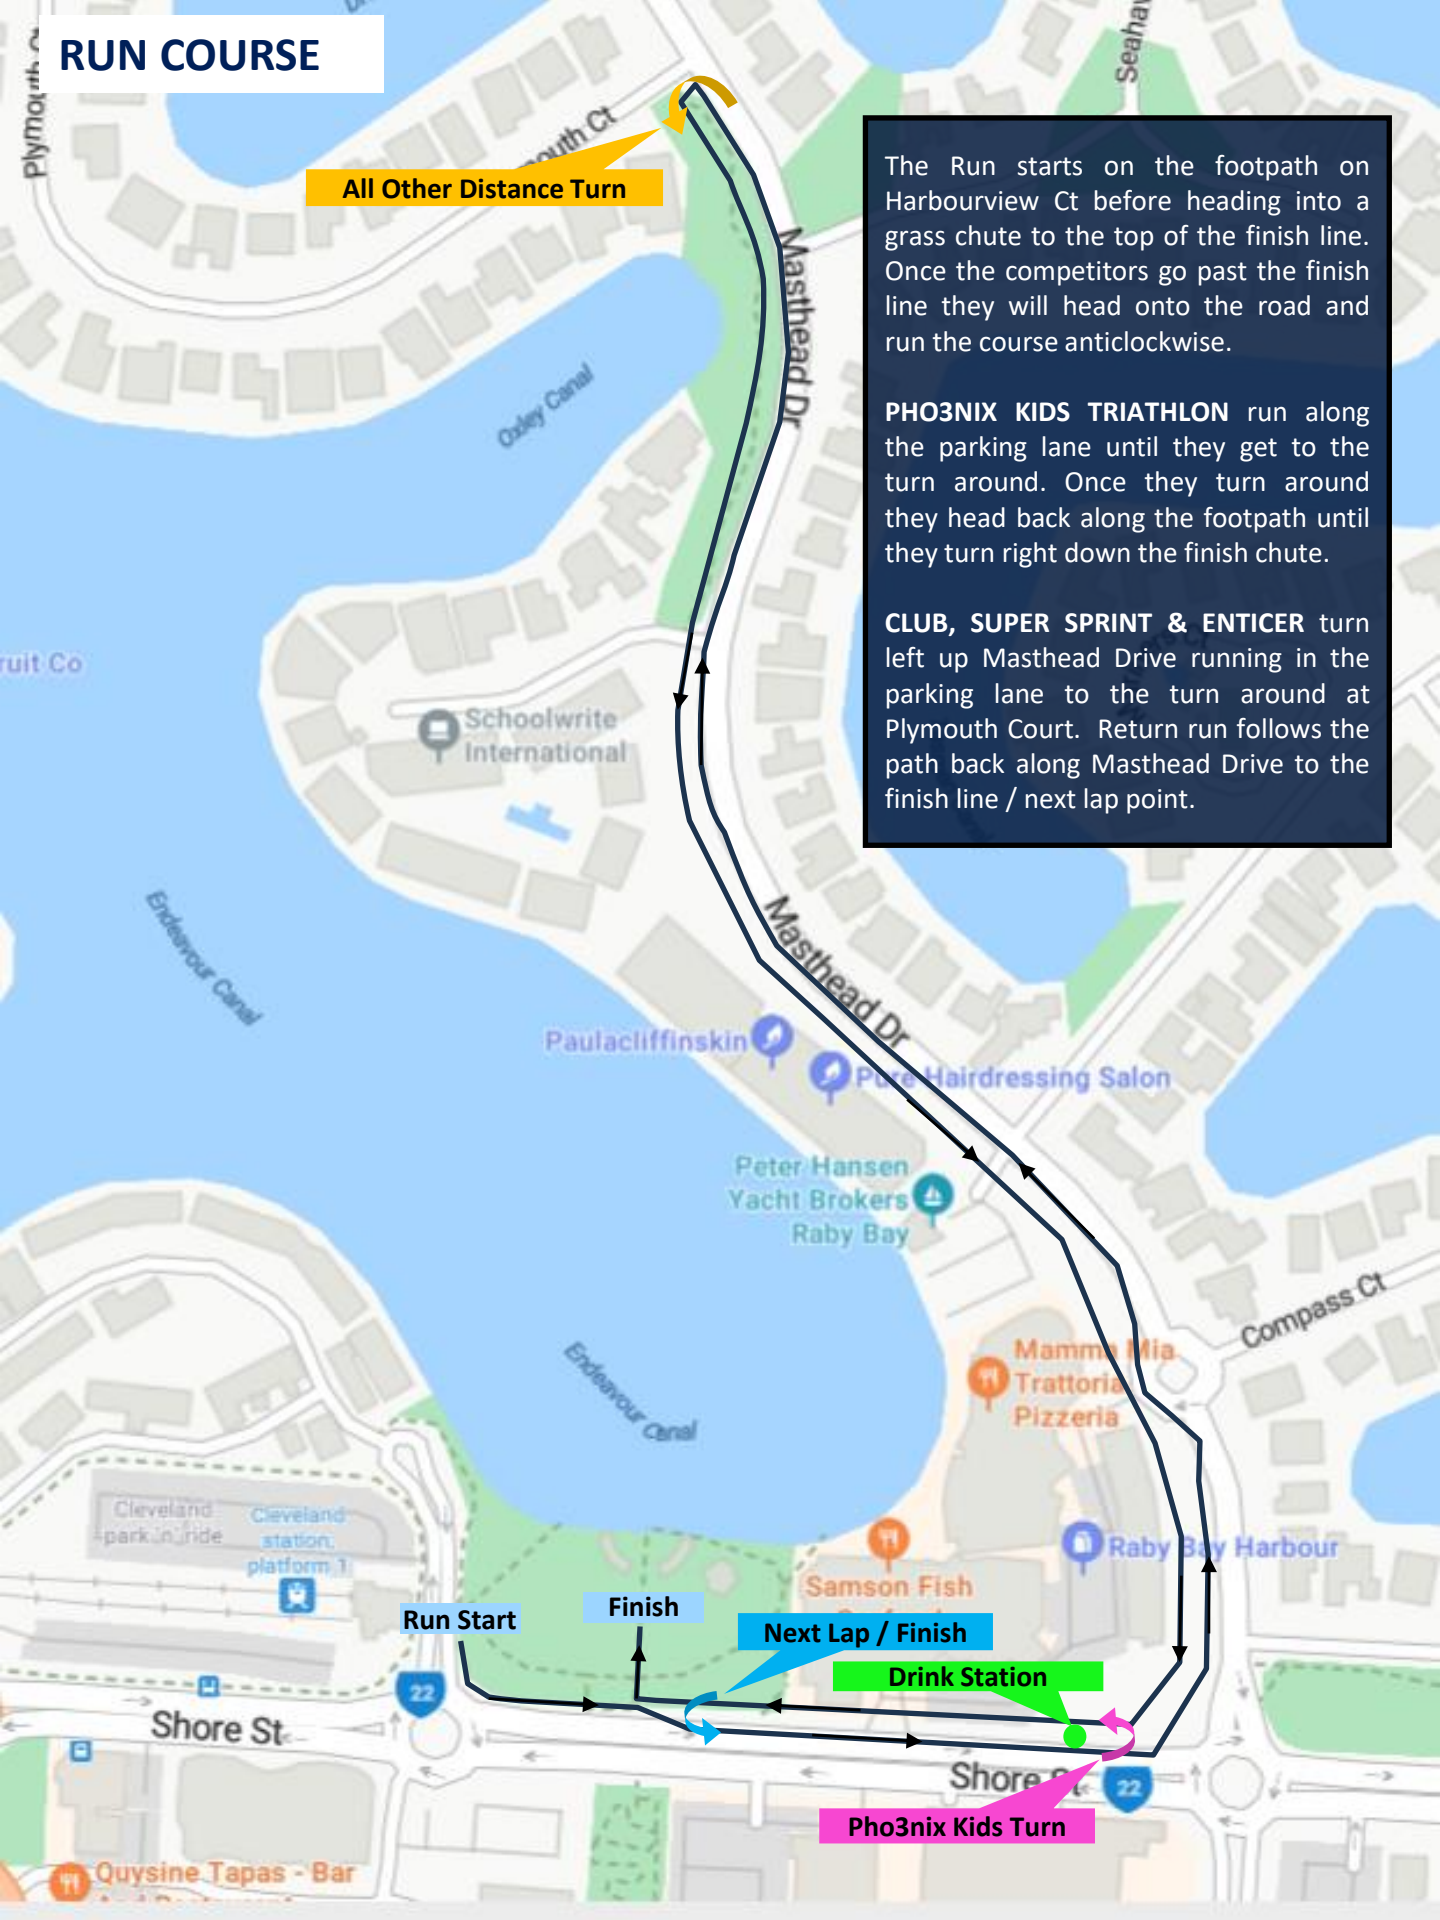 RUN COURSE
Plymouth Ct
outh Ct
Seahav
All Other Distance Turn
The Run starts on the footpath on
Harbourview Ct before heading into a
grass chute to the top of the finish line.
Once the competitors go past the finish
line they will head onto the road and
run the course anticlockwise.
PHO3NIX KIDS TRIATHLON run along
the parking lane until they get to the
turn around. Once they turn around
they head back along the footpath until
they turn right down the finish chute.
CLUB, SUPER SPRINT & ENTICER turn
left up Masthead Drive running in the
parking lane to the turn around at
Plymouth Court. Return run follows the
path back along Masthead Drive to the
finish line / next lap point.
Masthead Dr
Oxley Canal
ruit Co
Schoolwrite
International
Endeavour Canal
Masthead Dr
Paulacliffinskin
Pure Hairdressing Salon
Peter Hansen
Yacht Brokers
Raby Bay
Compass Ct
Mamma Mia
Trattoria
Pizzeria
Endeavour Canal
Cleveland
park 'n' ride
Cleveland
station,
platform 1
Raby Bay Harbour
Samson Fish
Run Start
Finish
Next Lap / Finish
Drink Station
22
Shore St
Shore St
22
Pho3nix Kids Turn
Quysine Tapas - Bar